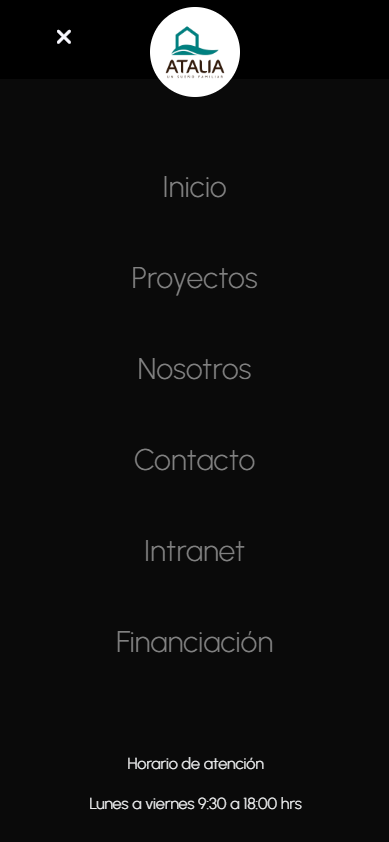 ATALIA
UN SUEÑO FAMILIAR
Inicio
Proyectos
Nosotros
Contacto
Intranet
Financiación
Horario de atención
Lunes a viernes 9:30 a 18:00 hrs